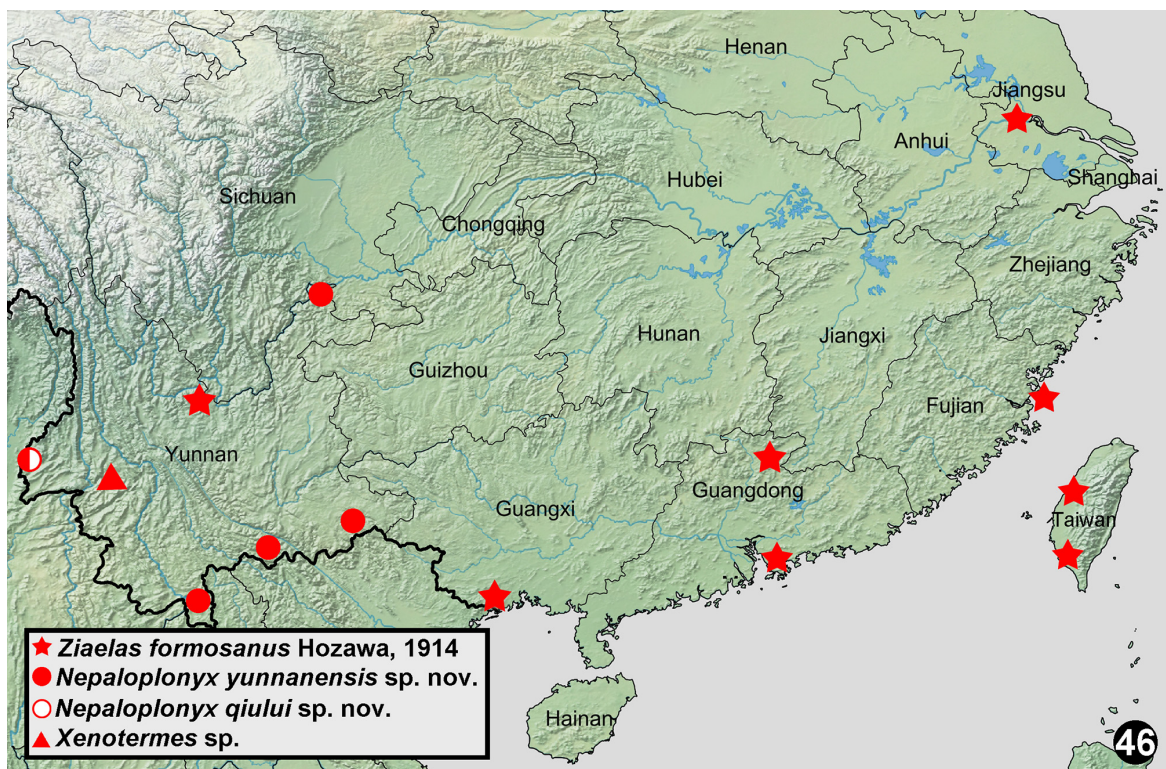 Henan
Jiangsu
Anhui
Shanghai
Hubei
Sichuan
Chongqing
Zhejiang
Hunan
Jiangxi
Guizhou
Fujian
Yunnan
Guangdong
Guangxi
Taiwan
Hainan
Ziaelas formosanus Hozawa, 1914
Nepaloplonyx yunnanensis sp. nov.
Nepaloplonyx qiului sp. nov.
Xenotermes sp.
46